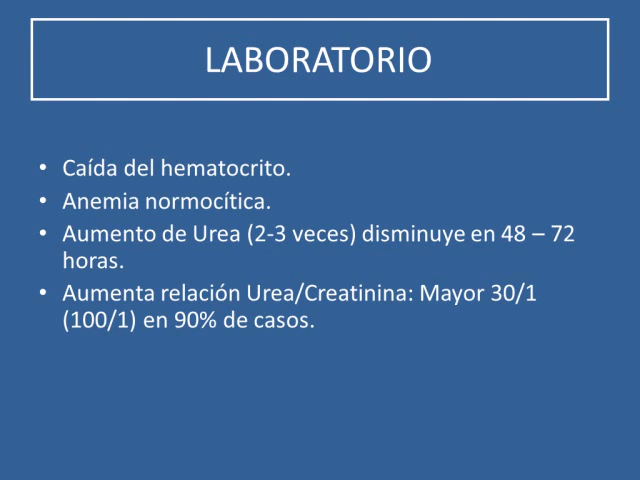 LABORATORIO
• Caída del hematocrito.
• Anemia normocítica.
• Aumento de Urea (2-3 veces) disminuye en 48 – 72
horas.
• Aumenta relación Urea/Creatinina: Mayor 30/1
(100/1) en 90% de casos.